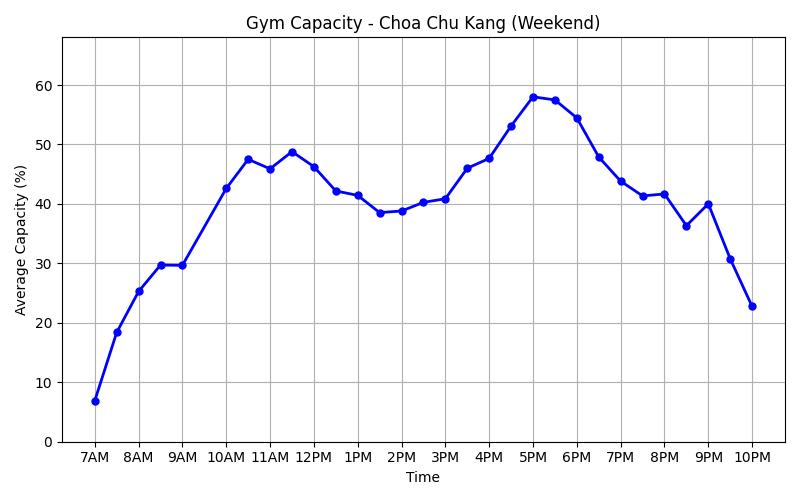 Gym Capacity - Choa Chu Kang (Weekend)
Average Capacity (%)
60
50
40
30
20
10
0
7AM 8AM 9AM 10AM 11AM 12PM 1PM 2PM 3PM 4PM 5PM 6PM 7PM 8PM 9PM 10PM
Time